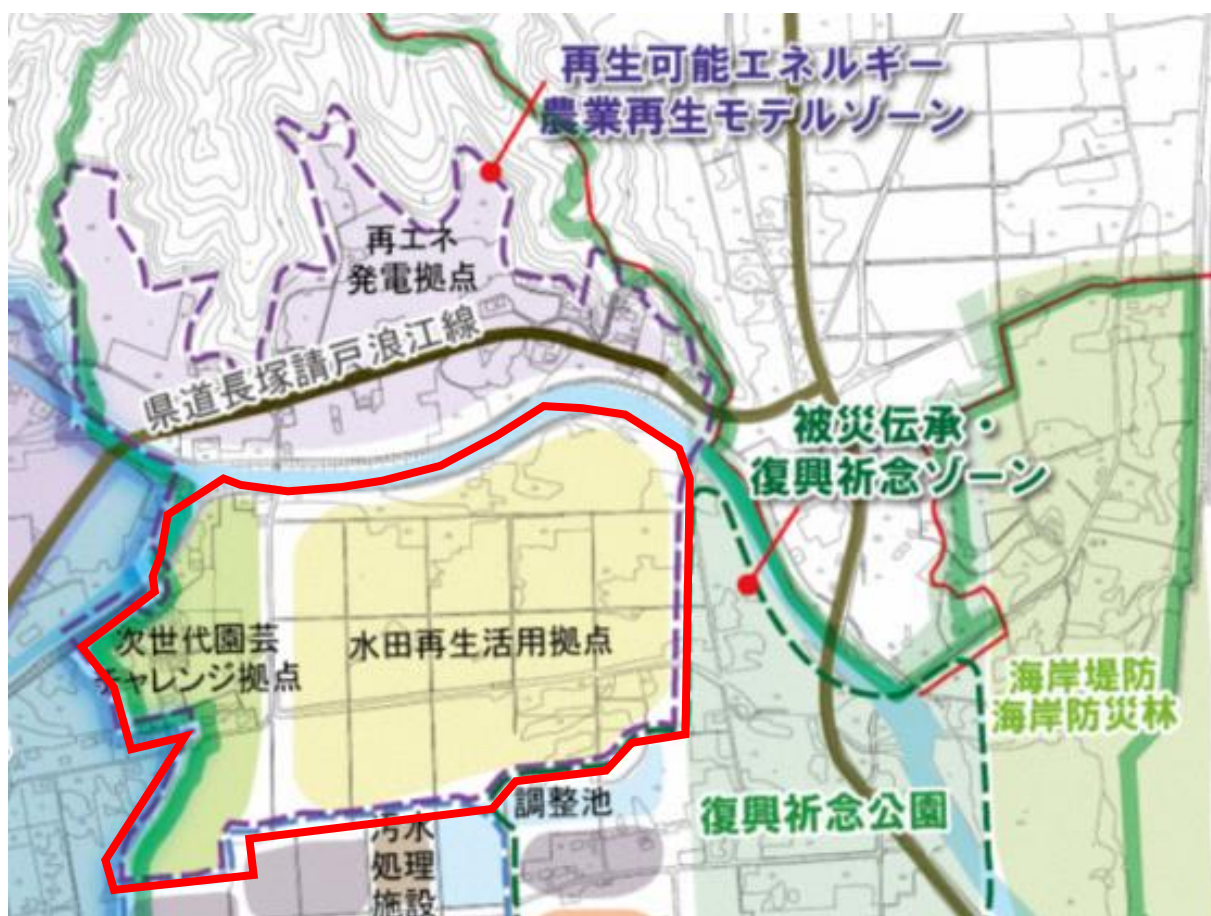 再生可能エネルギー
農業再生モデルゾーン
再エネ
発電拠点
県道長塚請戸浪江線
被災伝承・
復興祈念ゾーン
次世代園芸
チャレンジ拠点
水田再生活用拠点
海岸堤防
海岸防災林
調整池
復興祈念公園
汚水
処理
施設